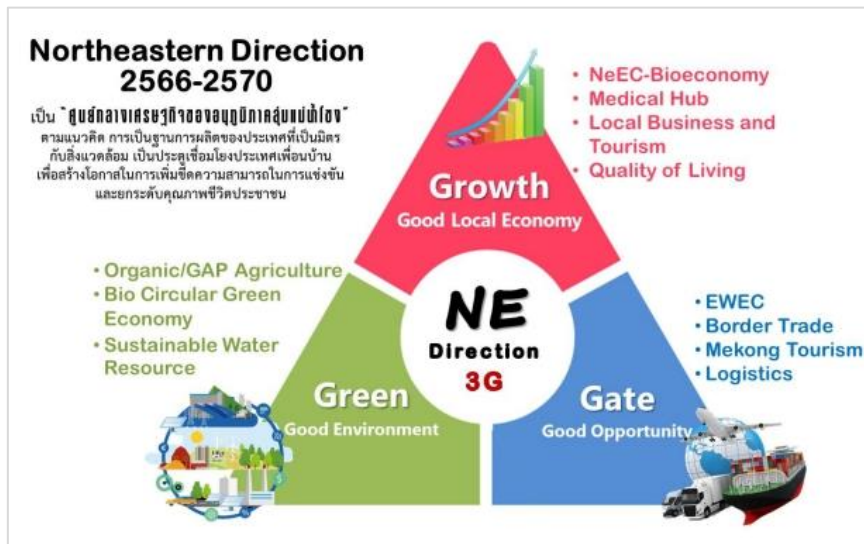 Northeastern Direction
2566-2570
เป็น "ศูนย์กลางเศรษฐกิจของอนุภูมิภาคลุ่มแม่น้ำโขง"
ตามแนวคิด การเป็นฐานการผลิตของประเทศที่เป็นมิตร
กับสิ่งแวดล้อม เป็นประตูเชื่อมโยงประเทศเพื่อนบ้าน
เพื่อสร้างโอกาสในการเพิ่มขีดความสามารถในการแข่งขัน
และยกระดับคุณภาพชีวิตประชาชน
• NeEC-Bioeconomy
• Medical Hub
• Local Business and
Tourism
• Quality of Living
Growth
Good Local Economy
• Organic/GAP Agriculture
• Bio Circular Green
Economy
• Sustainable Water
Resource
NE
Direction
3G
• EWEC
• Border Trade
• Mekong Tourism
• Logistics
Green
Good Environment
Gate
Good Opportunity